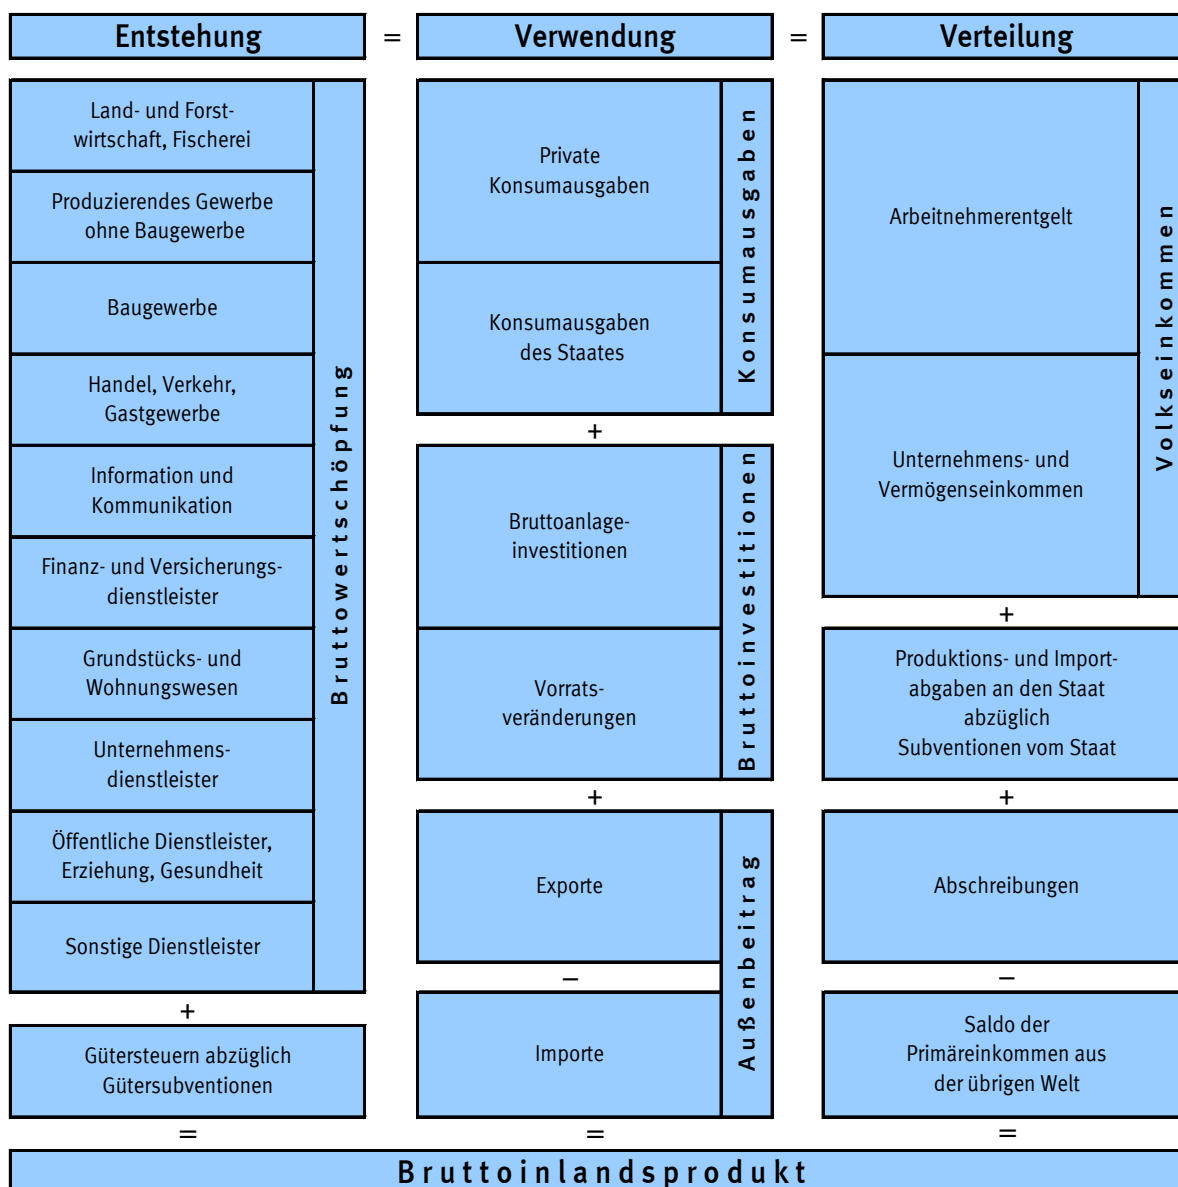 Entstehung = Verwendung = Verteilung
Land- und Forst-
wirtschaft, Fischerei
Produzierendes Gewerbe
ohne Baugewerbe
Baugewerbe
Handel, Verkehr,
Gastgewerbe
Information und
Kommunikation
Finanz- und Versicherungs-
dienstleister
Grundstücks- und
Wohnungswesen
Unternehmens-
dienstleister
Öffentliche Dienstleister,
Erziehung, Gesundheit
Sonstige Dienstleister
Bruttowertschöpfung
+
Gütersteuern abzüglich
Gütersubventionen
=
Private
Konsumausgaben
Konsumausgaben
des Staates
Konsumausgaben
+
Bruttoanlage-
investitionen
Vorrats-
veränderungen
Bruttoinvestitionen
+
Exporte
–
Importe
Außenbeitrag
=
Arbeitnehmerentgelt
Unternehmens- und
Vermögenseinkommen
Volkseinkommen
+
Produktions- und Import-
abgaben an den Staat
abzüglich
Subventionen vom Staat
+
Abschreibungen
–
Saldo der
Primäreinkommen aus
der übrigen Welt
=
Bruttoinlandsprodukt